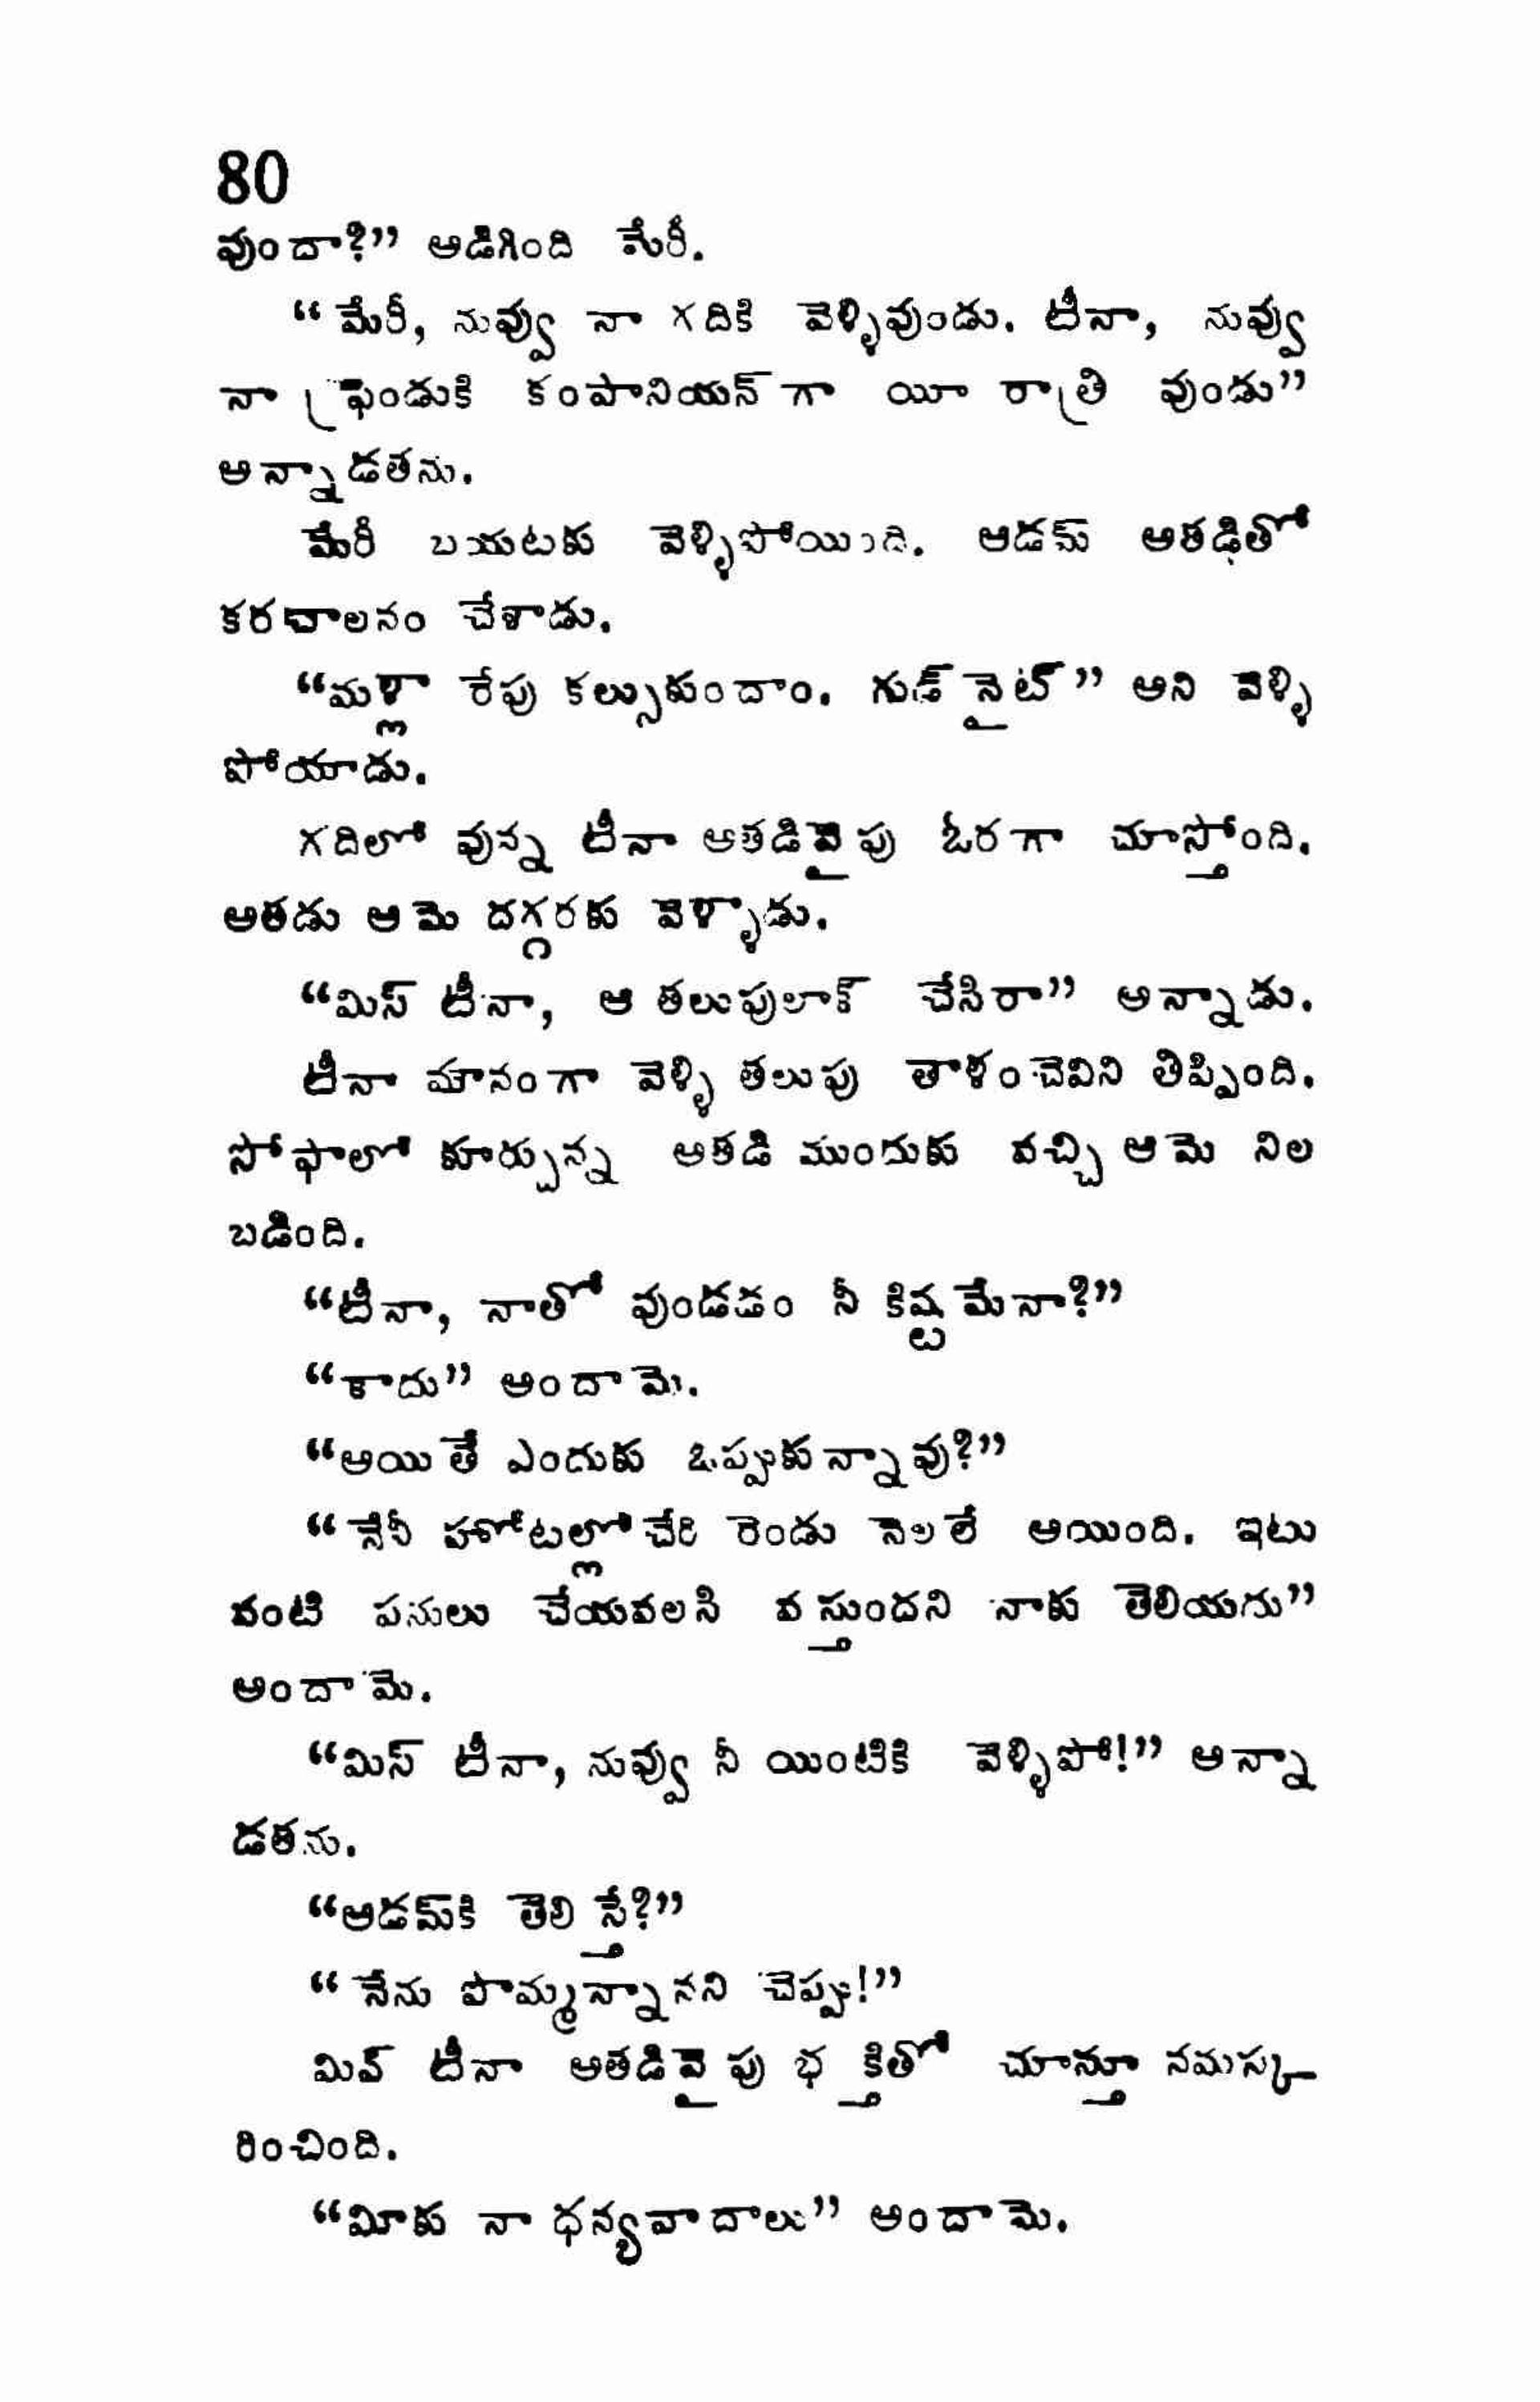 80
వుందా?” అడిగింది మేరీ.
“మేరీ, నువ్వు నా గదికి వెళ్ళివుండు. టీనా, నువ్వు
నా ఫ్రెండుకి కంపానియన్ గా యీ రాత్రి వుండు”
అన్నాడతను.
మేరీ బయటకు వెళ్ళిపోయింది. ఆడమ్ అతడితో
కరచాలనం చేశాడు.
“మళ్లా రేపు కల్సుకుందాం. గుడ్ నైట్” అని వెళ్ళి
పోయాడు.
గదిలో వున్న టీనా అతడివైపు ఓరగా చూస్తోంది.
అతడు ఆమె దగ్గరకు వెళ్ళాడు.
“మిస్ టీనా, ఆ తలుపులాక్ చేసిరా” అన్నాడు.
టీనా మౌనంగా వెళ్ళి తలుపు తాళంచెవిని తిప్పింది.
సోఫాలో కూర్చున్న అతడి ముందుకు వచ్చి ఆమె నిల
బడింది.
“టీనా, నాతో వుండడం నీ కిష్టమేనా?”
“కాదు” అందామె.
“అయితే ఎందుకు ఒప్పుకున్నావు?”
“నేనీ హోటల్లో చేరి రెండు నెలలే అయింది. ఇటు
వంటి పనులు చేయవలసి వస్తుందని నాకు తెలియదు”
అందామె.
“మిస్ టీనా, నువ్వు నీ యింటికి వెళ్ళిపో!” అన్నా
డతను.
“ఆడమ్‌కి తెలిస్తే?”
“నేను పొమ్మన్నానని చెప్పు!”
మిస్ టీనా అతడివైపు భక్తితో చూస్తూ నమస్క
రించింది.
“మీకు నా ధన్యవాదాలు” అందామె.